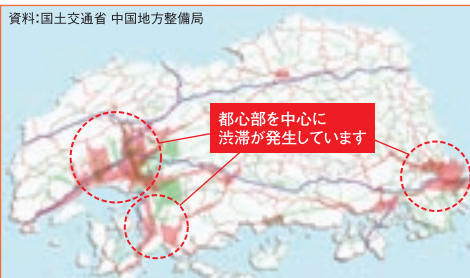 資料:国土交通省 中国地方整備局
都心部を中心に
渋滞が発生しています